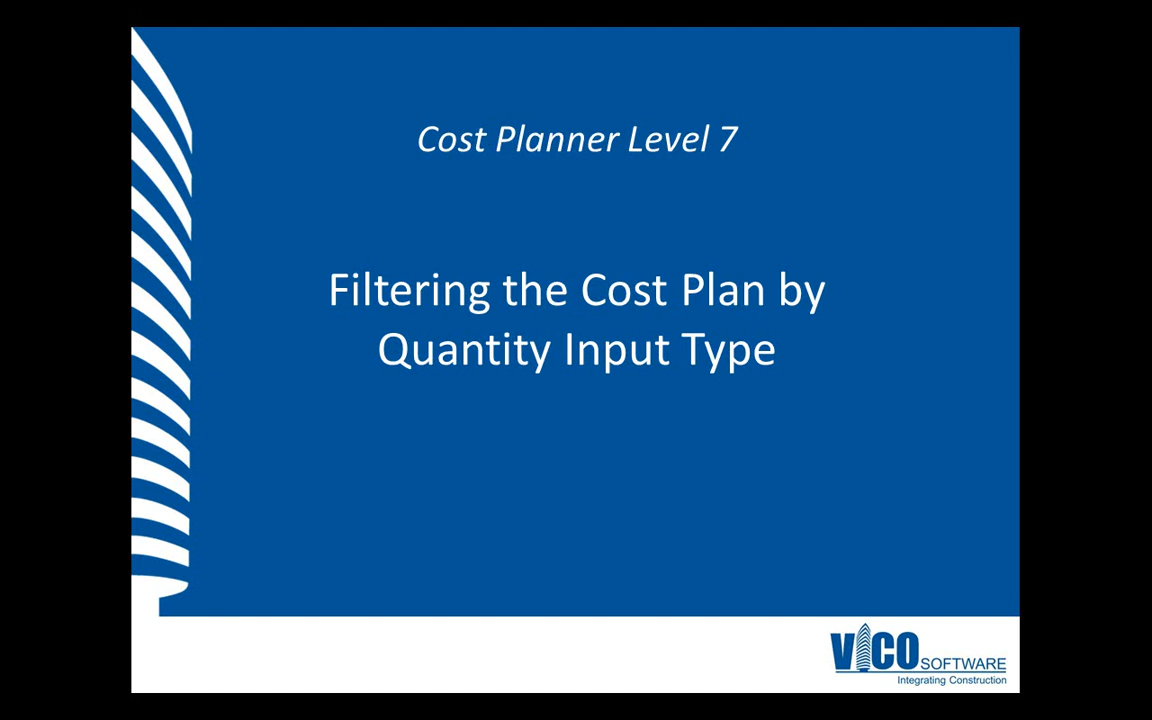 Cost Planner Level 7
Filtering the Cost Plan by
Quantity Input Type
VICO SOFTWARE
Integrating Construction